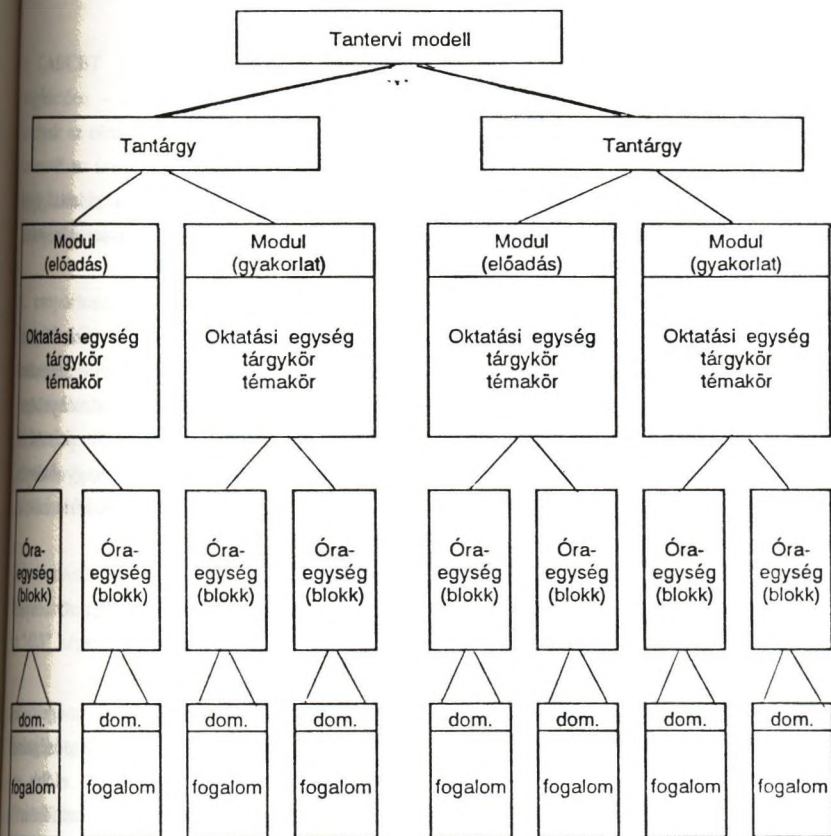 Tantervi modell
Tantárgy Tantárgy
Modul Modul Modul Modul
(előadás) (gyakorlat) (előadás) (gyakorlat)
Oktatási egység Oktatási egység Oktatási egység Oktatási egység
tárgykör tárgykör tárgykör tárgykör
témakör témakör témakör témakör
Óra- Óra- Óra- Óra- Óra- Óra- Óra- Óra-
egység egység egység egység egység egység egység egység
(blokk) (blokk) (blokk) (blokk) (blokk) (blokk) (blokk) (blokk)
dom. dom. dom. dom. dom. dom. dom. dom.
fogalom fogalom fogalom fogalom fogalom fogalom fogalom fogalom